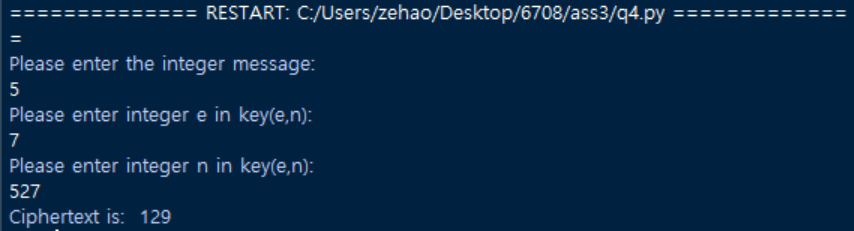 ============== RESTART: C:/Users/zehao/Desktop/6708/ass3/q4.py =============
=
Please enter the integer message:
5
Please enter integer e in key(e,n):
7
Please enter integer n in key(e,n):
527
Ciphertext is:  129